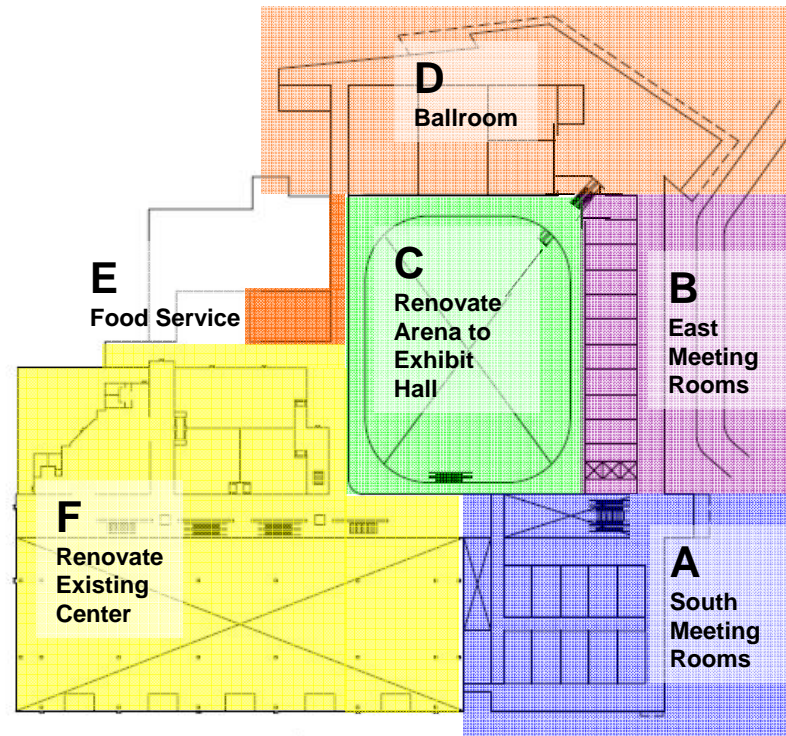 D
Ballroom
C
Renovate
Arena to
Exhibit
Hall
E
Food Service
B
East
Meeting
Rooms
F
Renovate
Existing
Center
A
South
Meeting
Rooms